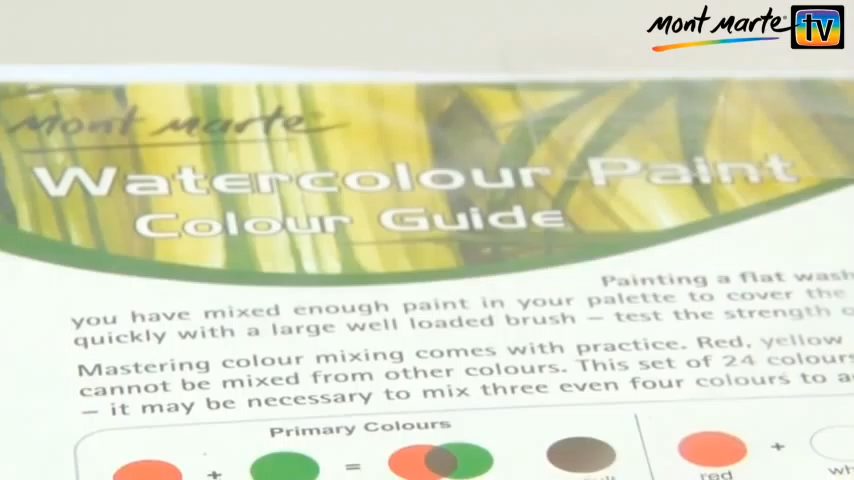 mont marte tv
mont marte
Watercolour Paint
Colour Guide
Painting a flat wash
you have mixed enough paint in your palette to cover the
quickly with a large well loaded brush – test the strength
Mastering colour mixing comes with practice. Red, yellow
cannot be mixed from other colours. This set of 24 colours
– it may be necessary to mix three even four colours to
Primary Colours
+ = +
red